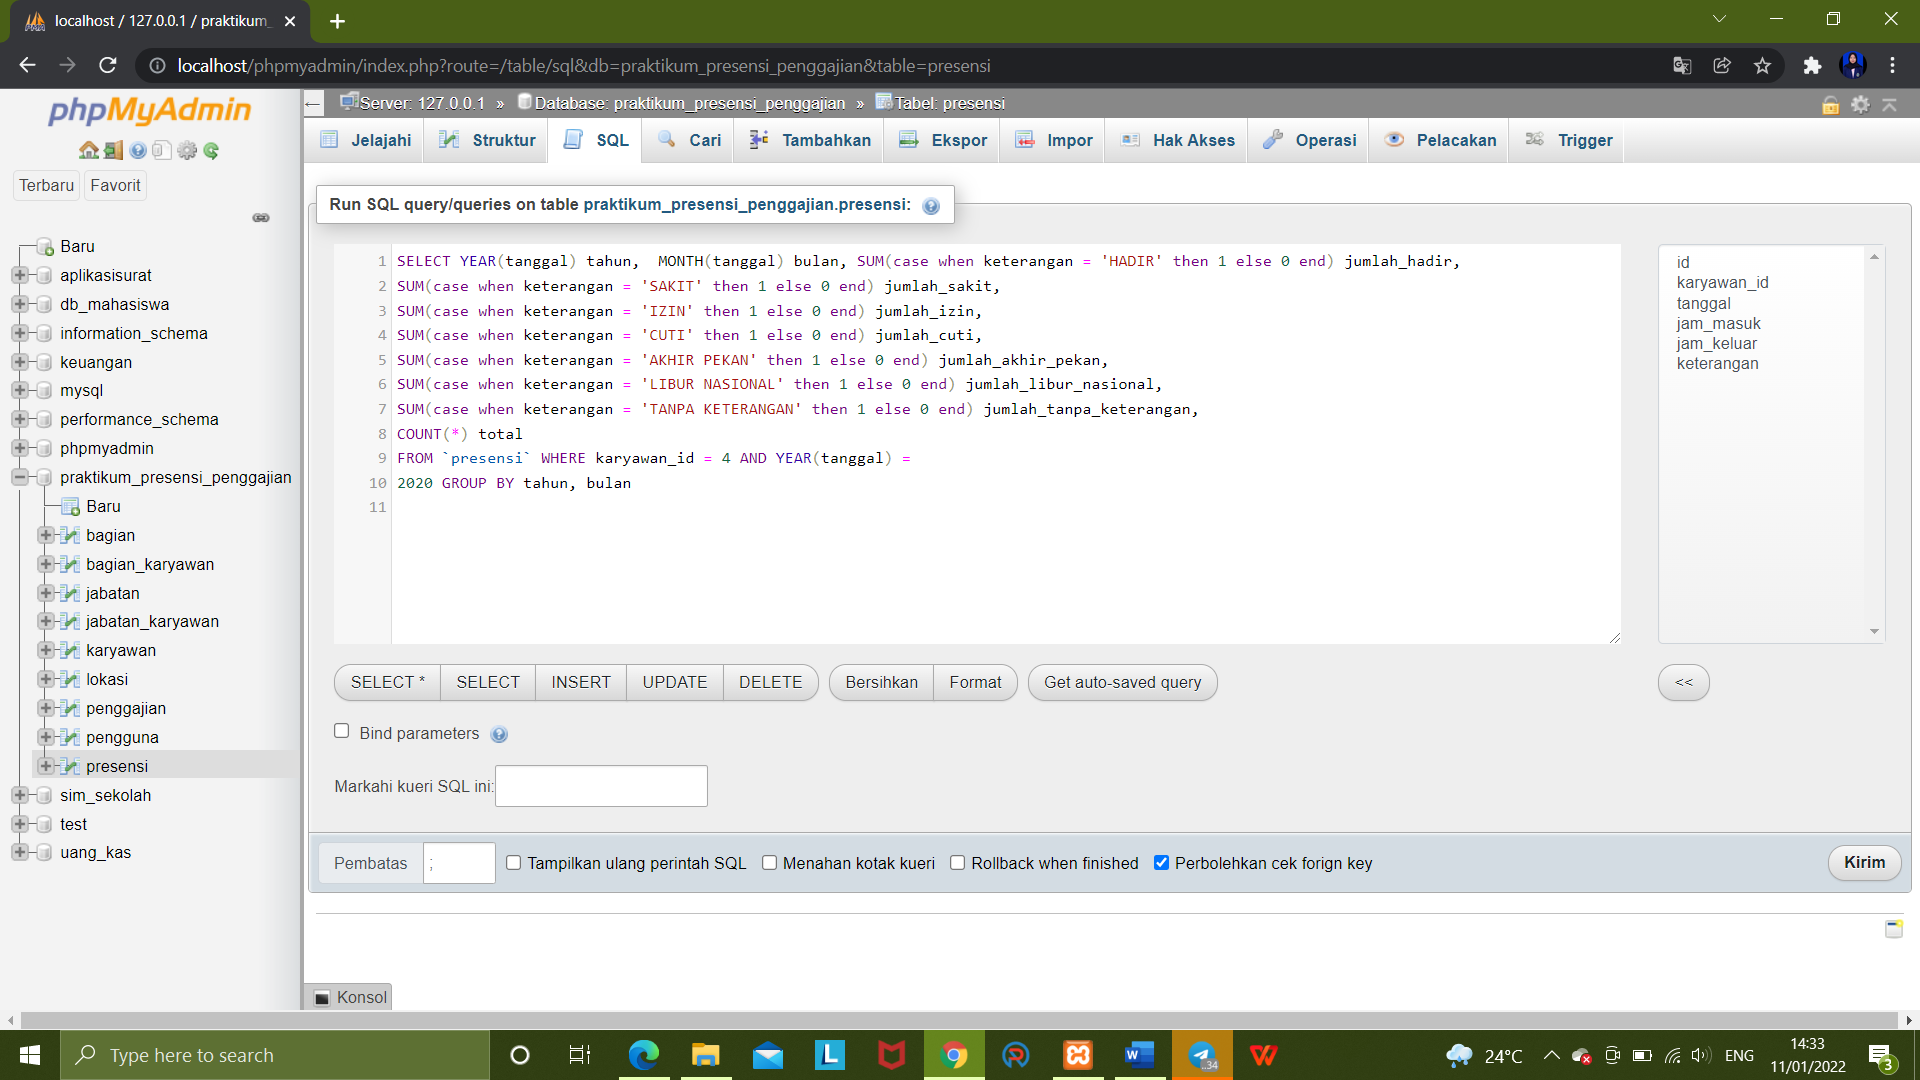 localhost / 127.0.0.1 / praktikum_
localhost/phpmyadmin/index.php?route=/table/sql&db=praktikum_presensi_penggajian&table=presensi
phpMyAdmin
Terbaru
Favorit
Baru
aplikasisurat
db_mahasiswa
information_schema
keuangan
mysql
performance_schema
phpmyadmin
praktikum_presensi_penggajian
Baru
bagian
bagian_karyawan
jabatan
jabatan_karyawan
karyawan
lokasi
penggajian
pengguna
presensi
sim_sekolah
test
uang_kas
Server: 127.0.0.1 » Database: praktikum_presensi_penggajian » Tabel: presensi
Jelajahi Struktur SQL Cari Tambahkan Ekspor Impor Hak Akses Operasi Pelacakan Trigger
Run SQL query/queries on table praktikum_presensi_penggajian.presensi:
1 SELECT YEAR(tanggal) tahun,  MONTH(tanggal) bulan, SUM(case when keterangan = 'HADIR' then 1 else 0 end) jumlah_hadir,
2 SUM(case when keterangan = 'SAKIT' then 1 else 0 end) jumlah_sakit,
3 SUM(case when keterangan = 'IZIN' then 1 else 0 end) jumlah_izin,
4 SUM(case when keterangan = 'CUTI' then 1 else 0 end) jumlah_cuti,
5 SUM(case when keterangan = 'AKHIR PEKAN' then 1 else 0 end) jumlah_akhir_pekan,
6 SUM(case when keterangan = 'LIBUR NASIONAL' then 1 else 0 end) jumlah_libur_nasional,
7 SUM(case when keterangan = 'TANPA KETERANGAN' then 1 else 0 end) jumlah_tanpa_keterangan,
8 COUNT(*) total
9 FROM `presensi` WHERE karyawan_id = 4 AND YEAR(tanggal) =
10 2020 GROUP BY tahun, bulan
11
id
karyawan_id
tanggal
jam_masuk
jam_keluar
keterangan
SELECT * SELECT INSERT UPDATE DELETE Bersihkan Format Get auto-saved query <<
Bind parameters
Markahi kueri SQL ini:
Pembatas ; Tampilkan ulang perintah SQL Menahan kotak kueri Rollback when finished Perbolehkan cek forign key Kirim
Konsol
Type here to search
L
W
..34
W
24°C
ENG
14:33
11/01/2022
3